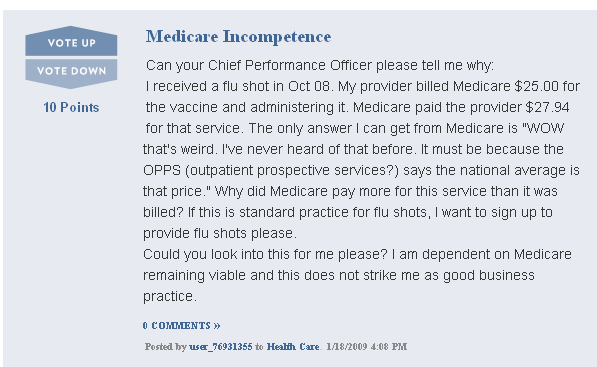 VOTE UP
VOTE DOWN
10 Points
Medicare Incompetence
Can your Chief Performance Officer please tell me why:
I received a flu shot in Oct 08. My provider billed Medicare $25.00 for
the vaccine and administering it. Medicare paid the provider $27.94
for that service. The only answer I can get from Medicare is "WOW
that's weird. I've never heard of that before. It must be because the
OPPS (outpatient prospective services?) says the national average is
that price." Why did Medicare pay more for this service than it was
billed? If this is standard practice for flu shots, I want to sign up to
provide flu shots please.
Could you look into this for me please? I am dependent on Medicare
remaining viable and this does not strike me as good business
practice.
0 COMMENTS »
Posted by user_76931355 to Health Care 1/18/2009 4:08 PM